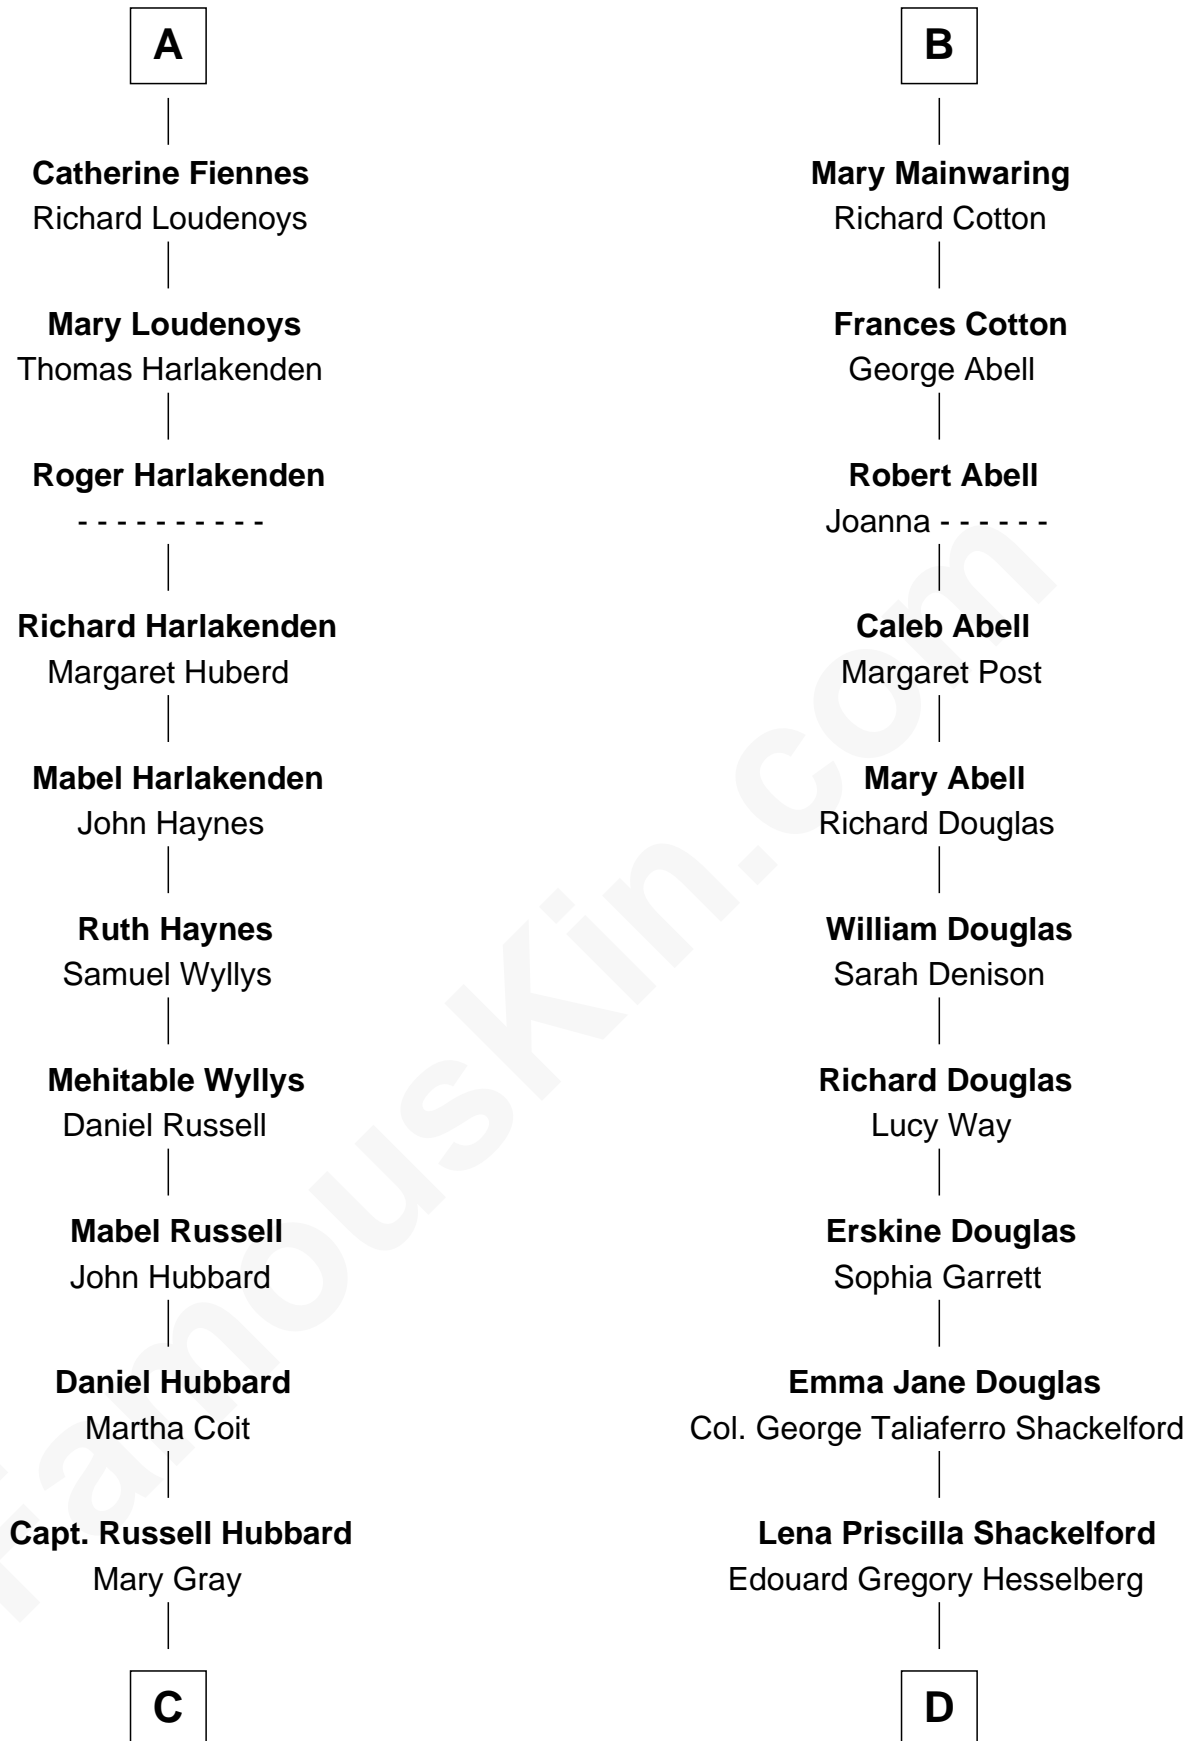 A
Catherine Fiennes
Richard Loudenoys
Mary Loudenoys
Thomas Harlakenden
Roger Harlakenden
- - - - - - - - - -
Richard Harlakenden
Margaret Huberd
Mabel Harlakenden
John Haynes
Ruth Haynes
Samuel Wyllys
Mehitable Wyllys
Daniel Russell
Mabel Russell
John Hubbard
Daniel Hubbard
Martha Coit
Capt. Russell Hubbard
Mary Gray
C
B
Mary Mainwaring
Richard Cotton
Frances Cotton
George Abell
Robert Abell
Joanna - - - - - -
Caleb Abell
Margaret Post
Mary Abell
Richard Douglas
William Douglas
Sarah Denison
Richard Douglas
Lucy Way
Erskine Douglas
Sophia Garrett
Emma Jane Douglas
Col. George Taliaferro Shackelford
Lena Priscilla Shackelford
Edouard Gregory Hesselberg
D
FamousKin.com